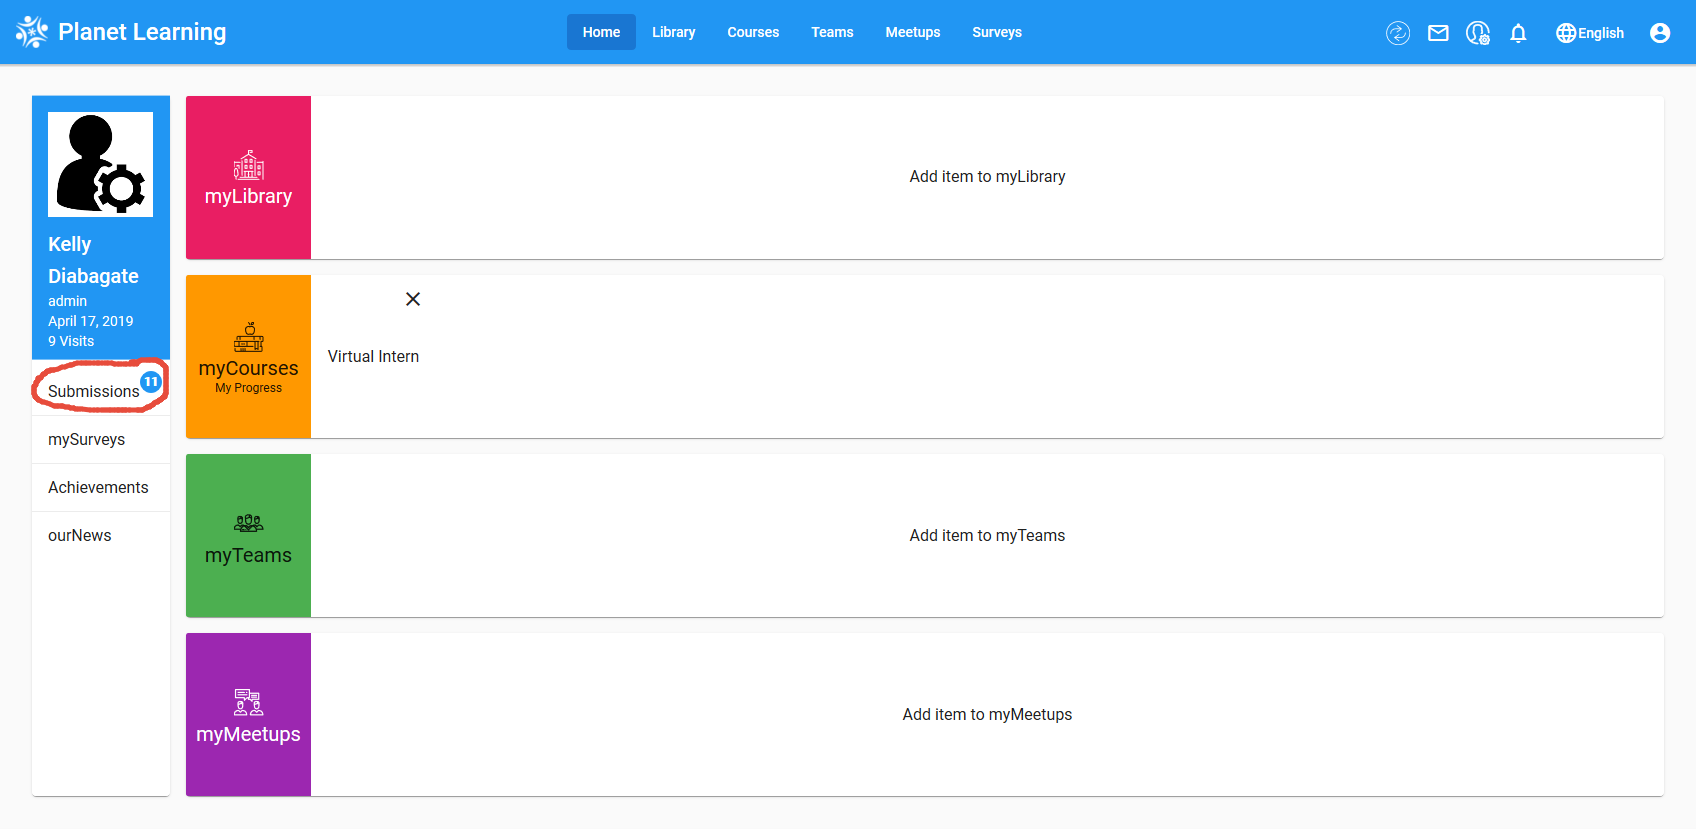 Planet Learning
Home Library Courses Teams Meetups Surveys
English
Kelly
Diabagate
admin
April 17, 2019
9 Visits
Submissions 11
mySurveys
Achievements
ourNews
myLibrary
Add item to myLibrary
myCourses
My Progress
Virtual Intern
myTeams
Add item to myTeams
myMeetups
Add item to myMeetups